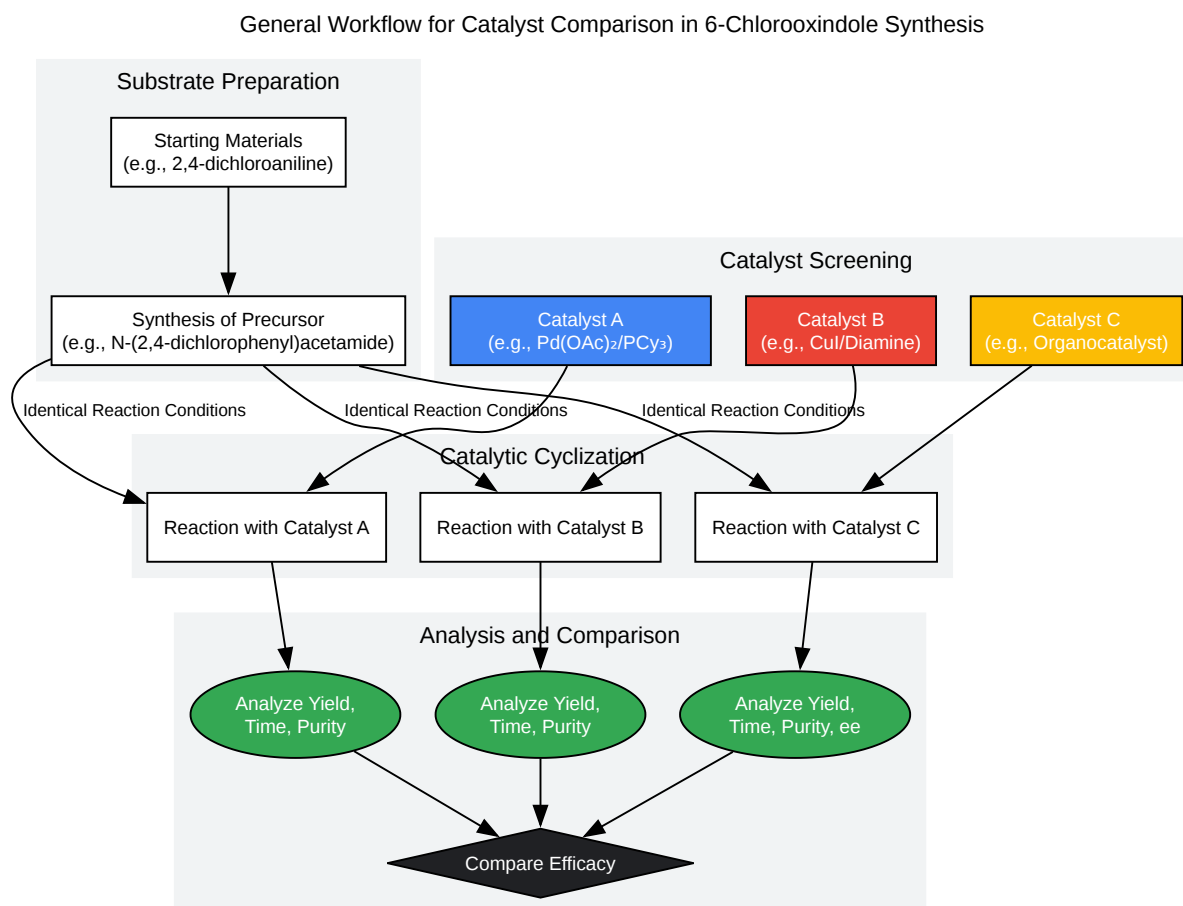 General Workflow for Catalyst Comparison in 6-Chlorooxindole Synthesis
Substrate Preparation
Starting Materials
(e.g., 2,4-dichloroaniline)
Catalyst Screening
Synthesis of Precursor
(e.g., N-(2,4-dichlorophenyl)acetamide)
Catalyst A
(e.g., Pd(OAc)₂/PCy₃)
Catalyst B
(e.g., CuI/Diamine)
Catalyst C
(e.g., Organocatalyst)
Identical Reaction Conditions
Identical Reaction Conditions
Identical Reaction Conditions
Catalytic Cyclization
Reaction with Catalyst A
Reaction with Catalyst B
Reaction with Catalyst C
Analysis and Comparison
Analyze Yield,
Time, Purity
Analyze Yield,
Time, Purity
Analyze Yield,
Time, Purity, ee
Compare Efficacy